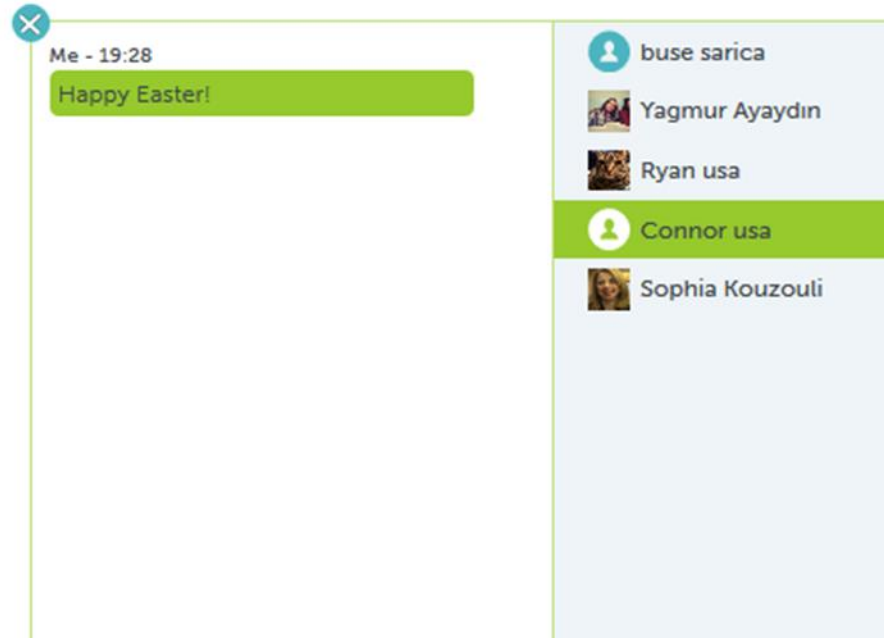 Me - 19:28
Happy Easter!
buse sarica
Yagmur Ayaydın
Ryan usa
Connor usa
Sophia Kouzouli